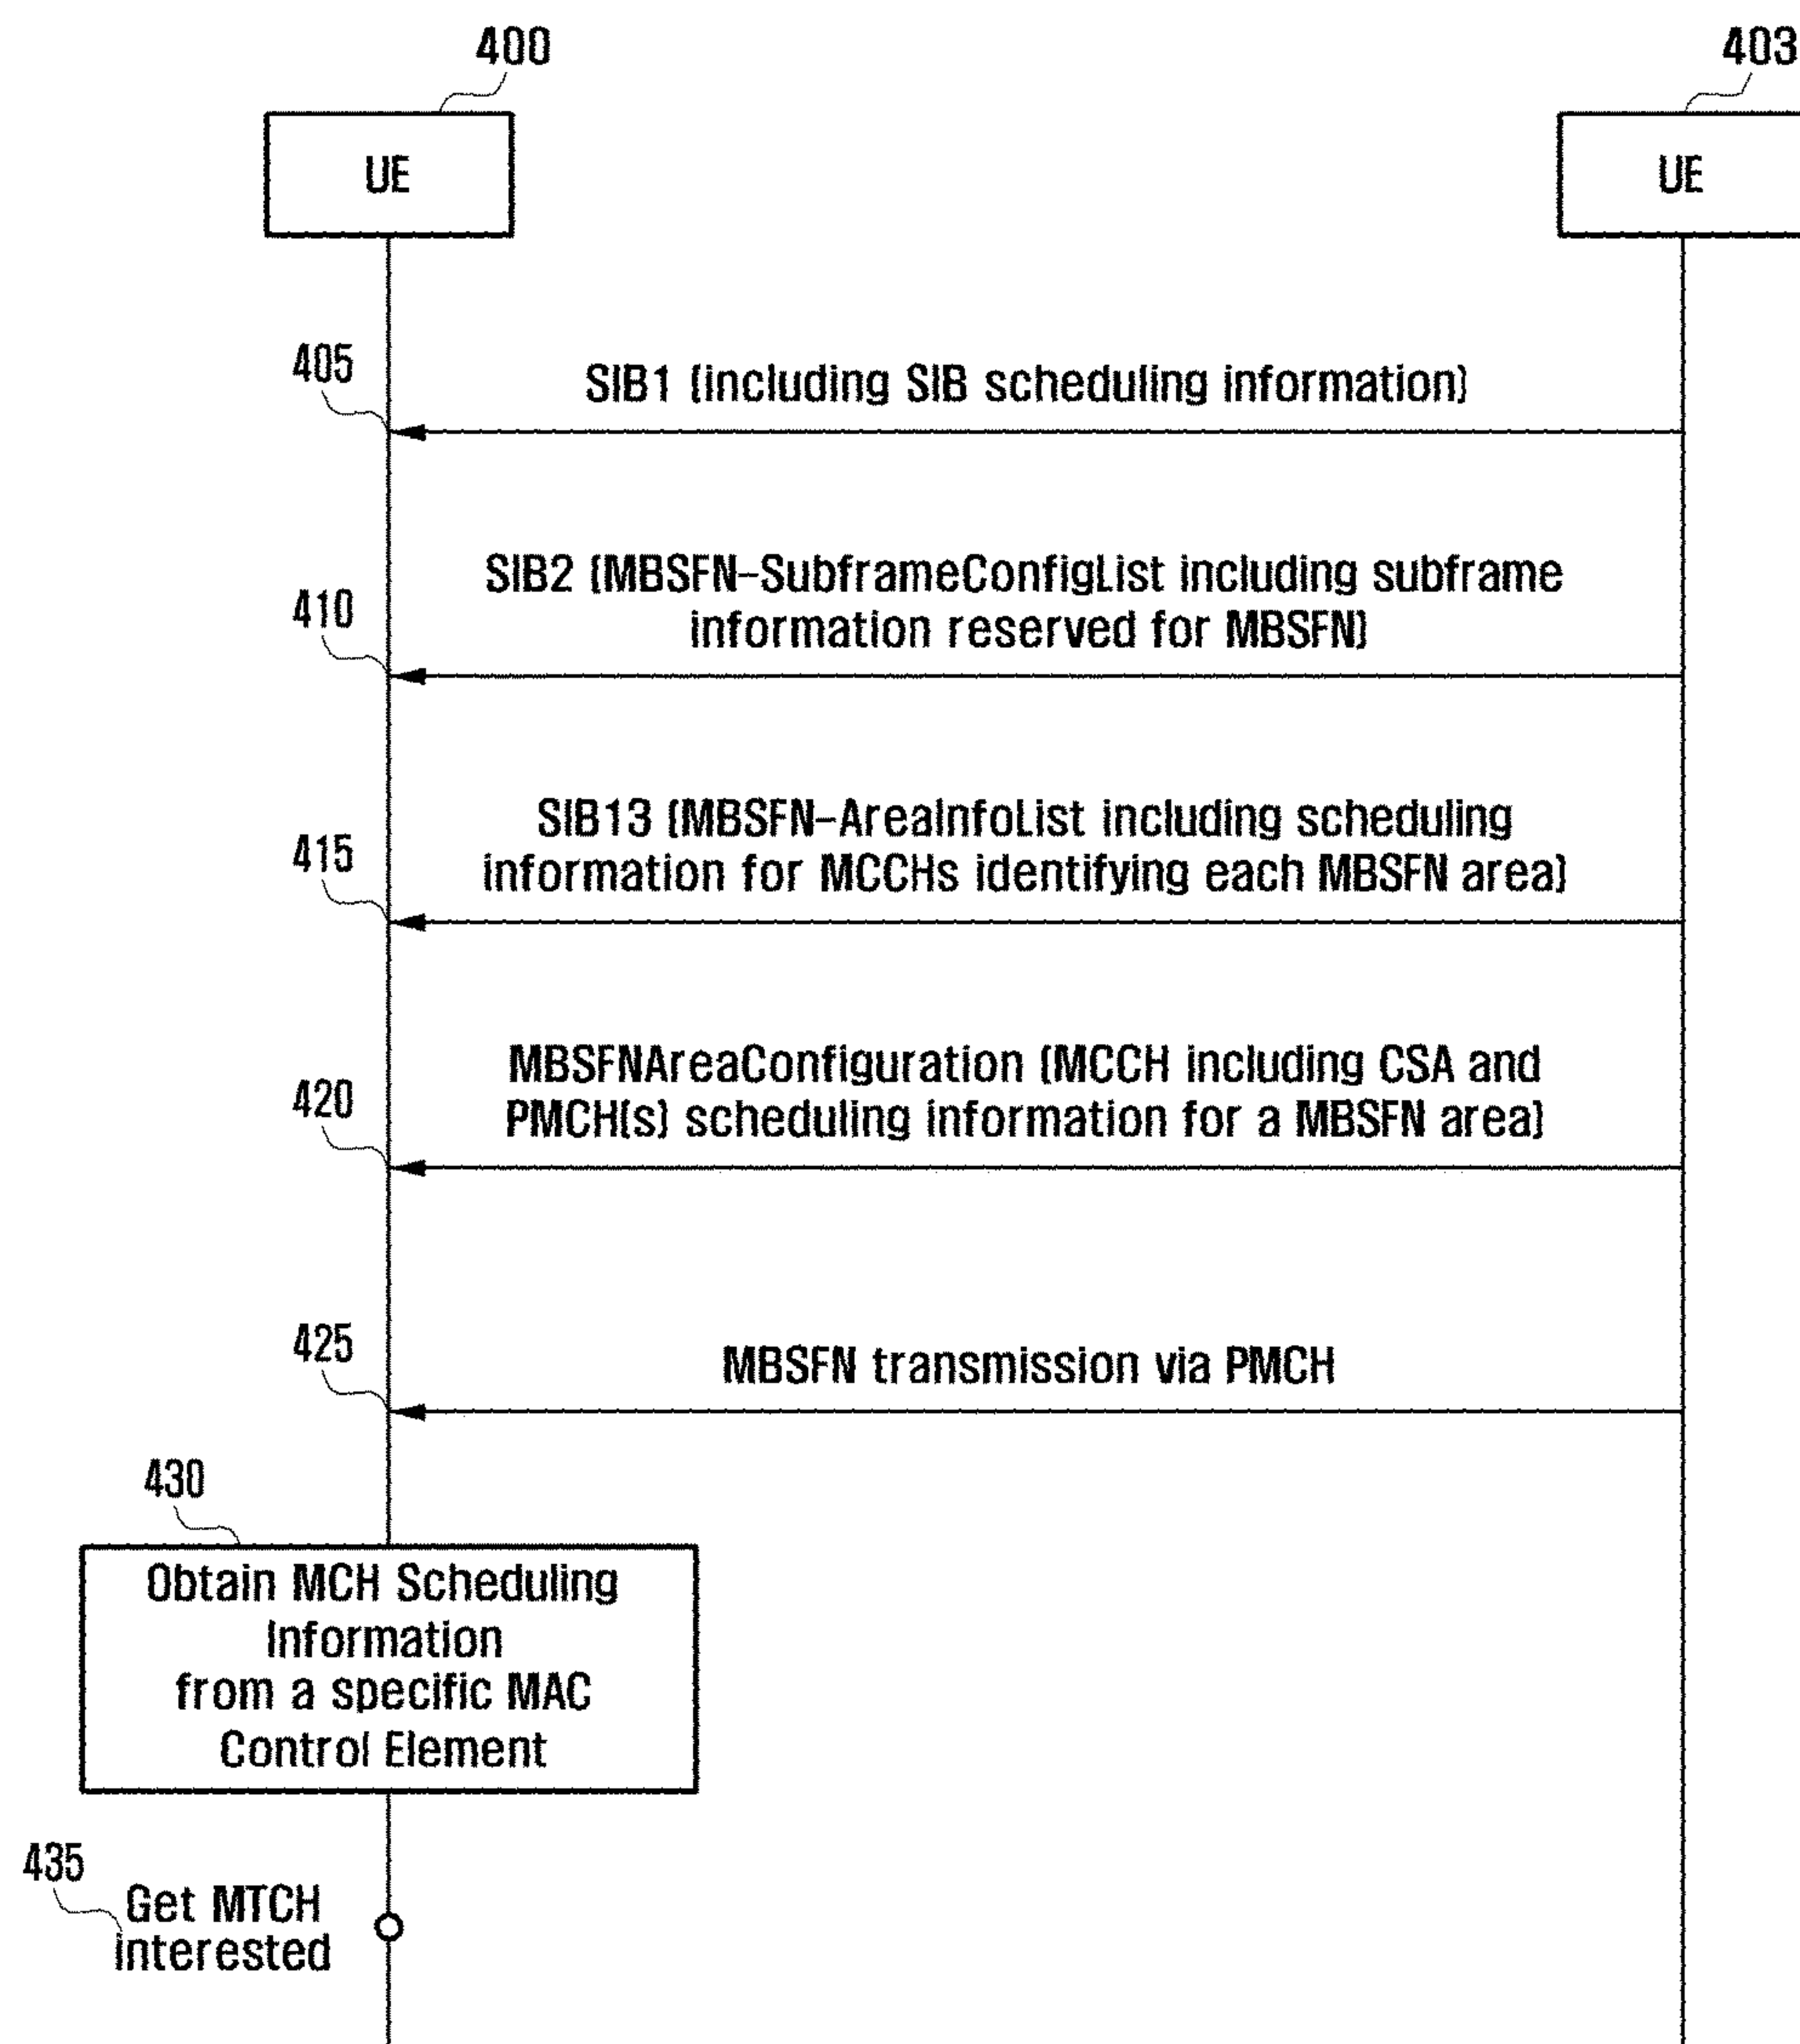 400
403
UE
UE
405
SIB1 (including SIB scheduling information)
410
SIB2 (MBSFN-SubframeConfigList including subframe
information reserved for MBSFN)
415
SIB13 (MBSFN-AreaInfoList including scheduling
information for MCCHs identifying each MBSFN area)
420
MBSFNAreaConfiguration (MCCH including CSA and
PMCH(s) scheduling information for a MBSFN area)
425
MBSFN transmission via PMCH
430
Obtain MCH Scheduling
Information
from a specific MAC
Control Element
435
Get MTCH
interested